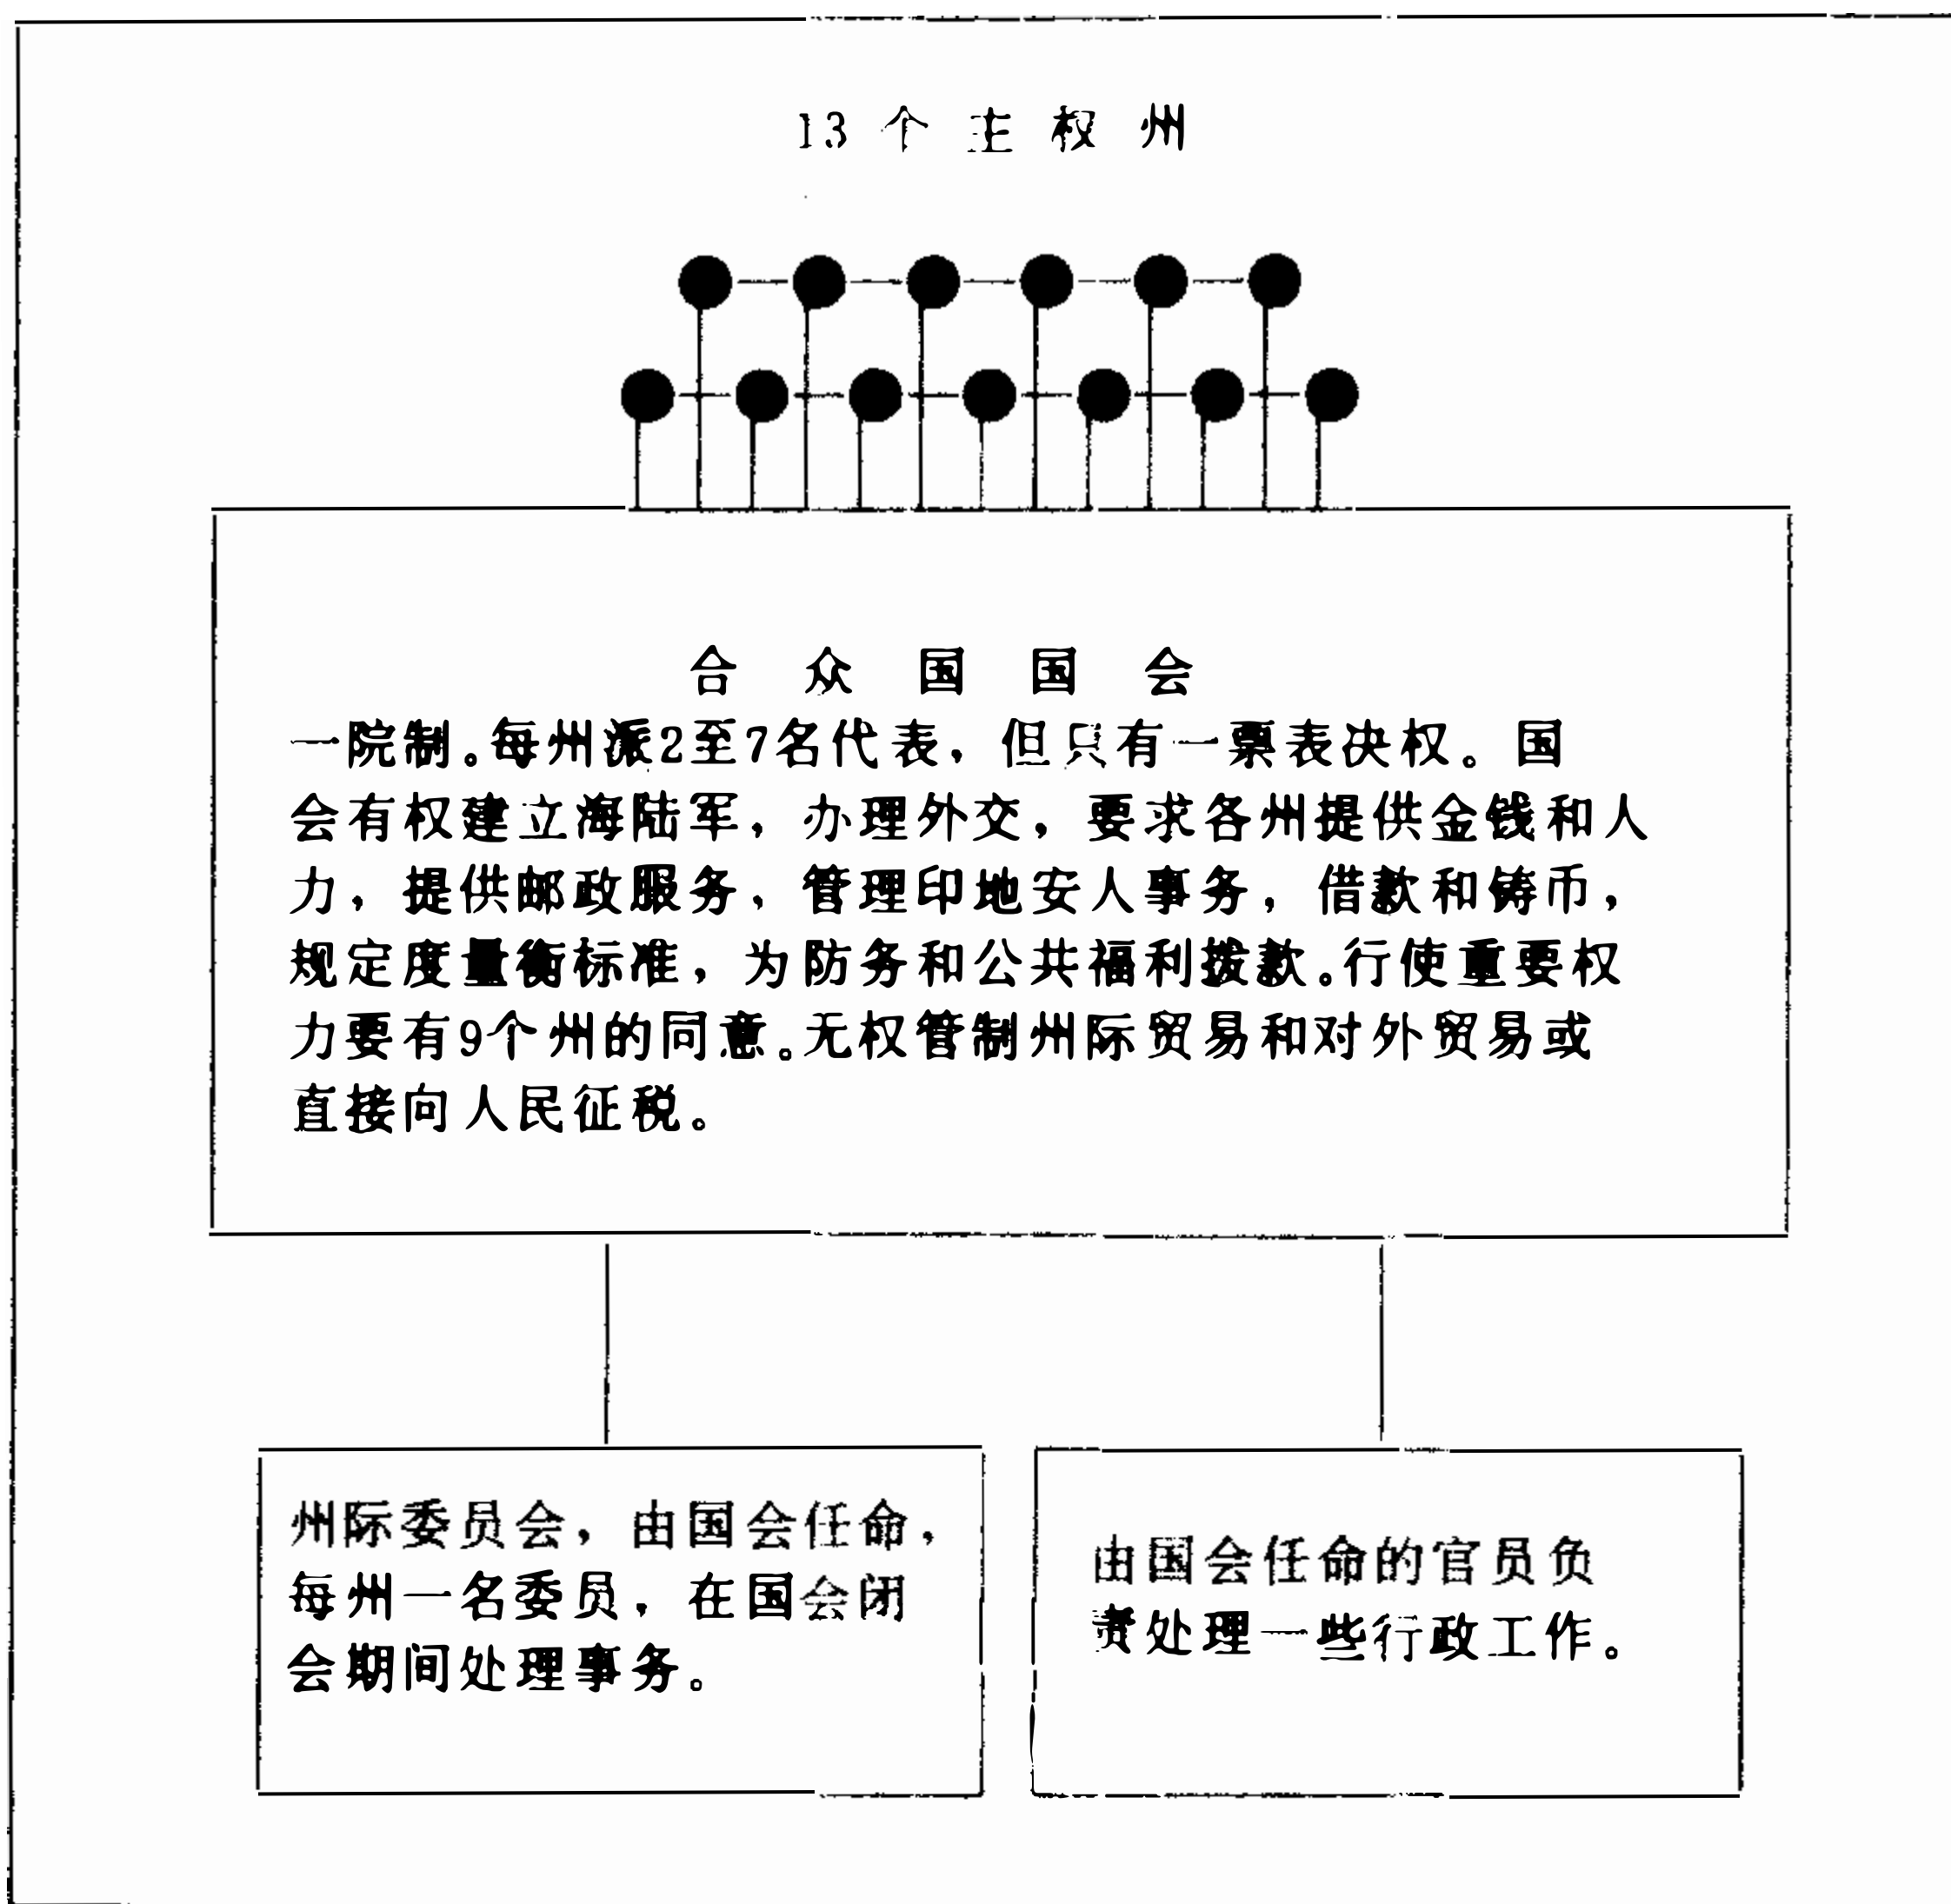 13个主权州
合众国国会
一院制。每州派2至7名代表，但只有一票表决权。国
会有权建立海陆军，办理外交，要求各州提供金钱和人
力，提供邮政服务，管理印地安人事务，借款和铸币，
规定度量衡标准，为防务和公共福利拨款。行使重要权
力要有9个州的同意。无权管制州际贸易和对外贸易或
直接向人民征税。
州际委员会，由国会任命，
每州一名委员，在国会闭
会期间处理事务。
由国会任命的官员负
责处理一些行政工作。